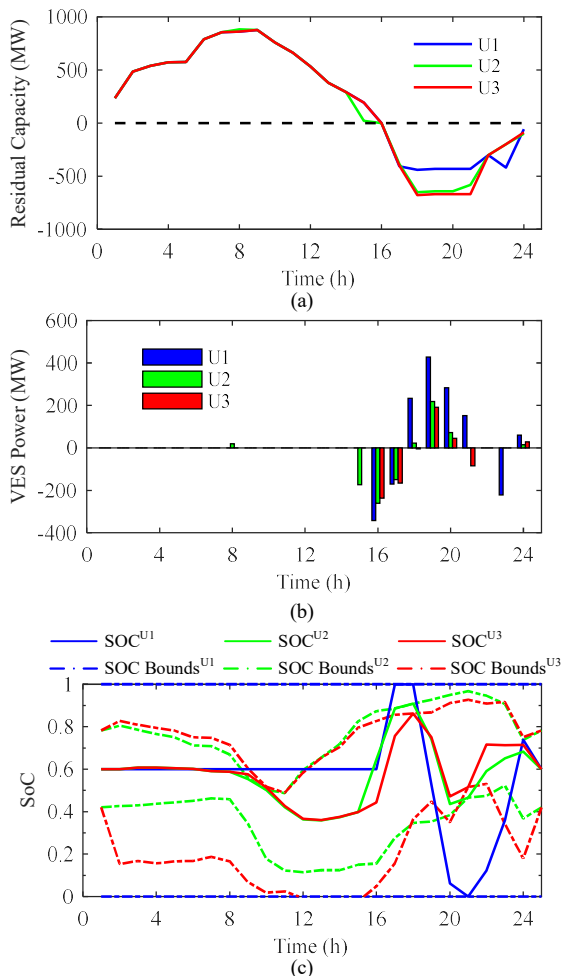 1000
500
0
-500
-1000
Residual Capacity (MW)
U1
U2
U3
0 4 8 12 16 20 24
Time (h)
(a)
600
400
200
0
-200
-400
VES Power (MW)
U1
U2
U3
0 4 8 12 16 20 24
Time (h)
(b)
SOC^U1 SOC^U2 SOC^U3
SOC Bounds^U1 SOC Bounds^U2 SOC Bounds^U3
1
0.8
0.6
0.4
0.2
0
SoC
0 4 8 12 16 20 24
Time (h)
(c)